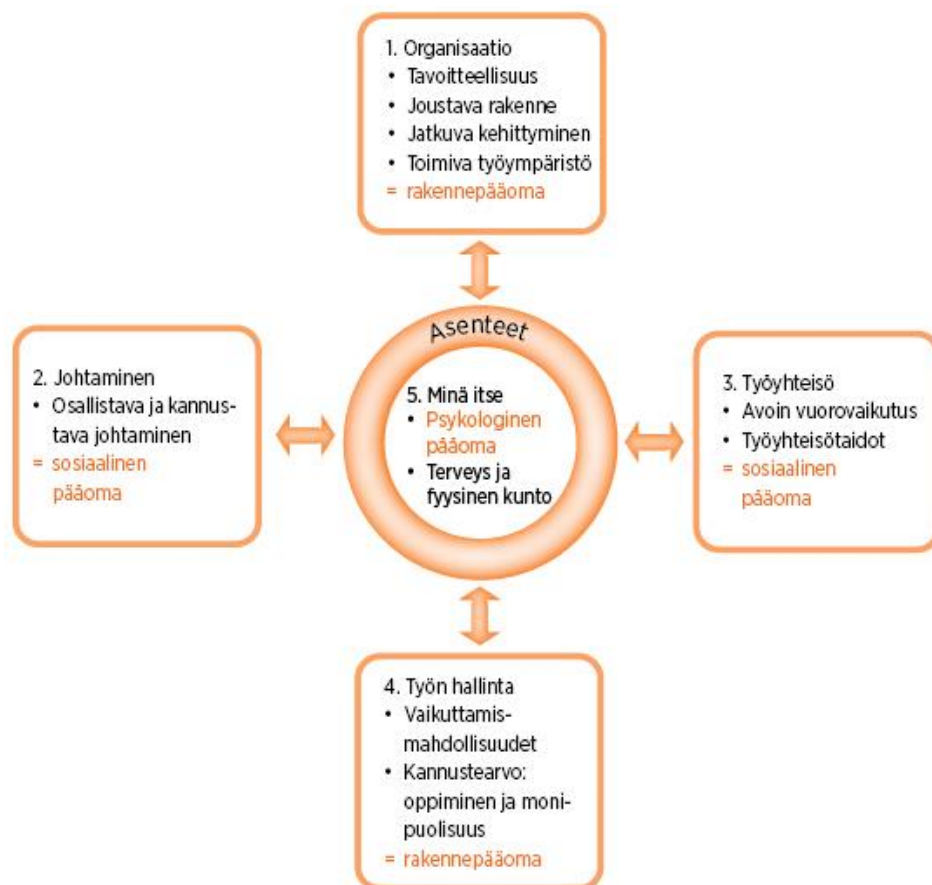 1. Organisaatio
• Tavoitteellisuus
• Joustava rakenne
• Jatkuva kehittyminen
• Toimiva työympäristö
= rakennepääoma
2. Johtaminen
• Osallistava ja kannus-
tava johtaminen
= sosiaalinen
pääoma
Asenteet
5. Minä itse
• Psykologinen
pääoma
• Terveys ja
fyysinen kunto
3. Työyhteisö
• Avoin vuorovaikutus
• Työyhteisötaidot
= sosiaalinen
pääoma
4. Työn hallinta
• Vaikuttamis-
mahdollisuudet
• Kannustearvo:
oppiminen ja moni-
puolisuus
= rakennepääoma